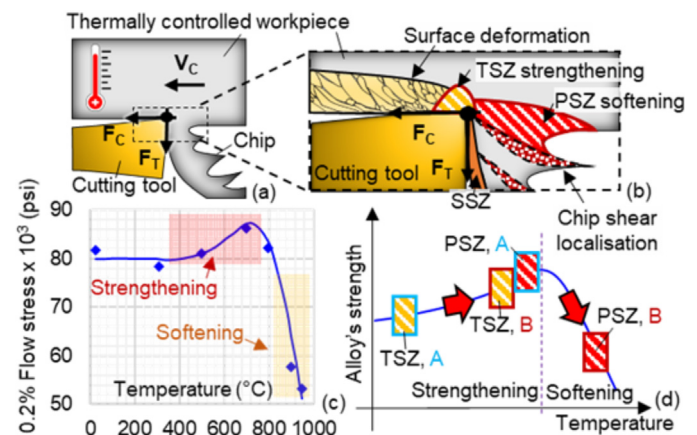 Thermally controlled workpiece
V_C
F_C
F_T
Chip
Cutting tool
(a)
Surface deformation
TSZ strengthening
PSZ softening
F_C
F_T
Cutting tool
SSZ
(b)
Chip shear
localisation
0.2% Flow stress x 10³ (psi)
90
80
70
60
50
Strengthening
Softening
Temperature (°C)
0 200 400 600 800 1000
(c)
Alloy's strength
PSZ, A
TSZ, A
TSZ, B
PSZ, B
Strengthening
Softening
(d)
Temperature